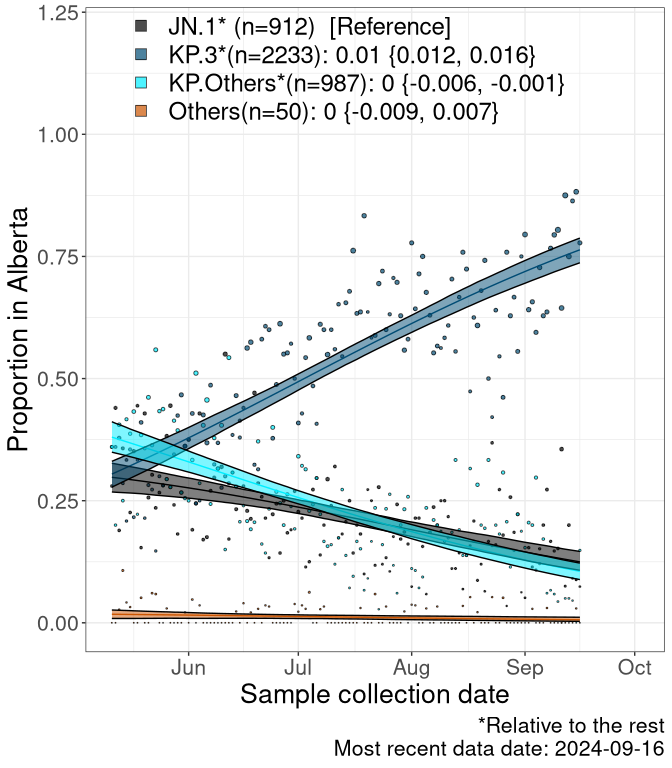 JN.1* (n=912)  [Reference]
KP.3*(n=2233): 0.01 {0.012, 0.016}
KP.Others*(n=987): 0 {-0.006, -0.001}
Others(n=50): 0 {-0.009, 0.007}
1.25
1.00
0.75
0.50
0.25
0.00
Proportion in Alberta
Jun Jul Aug Sep Oct
Sample collection date
*Relative to the rest
Most recent data date: 2024-09-16